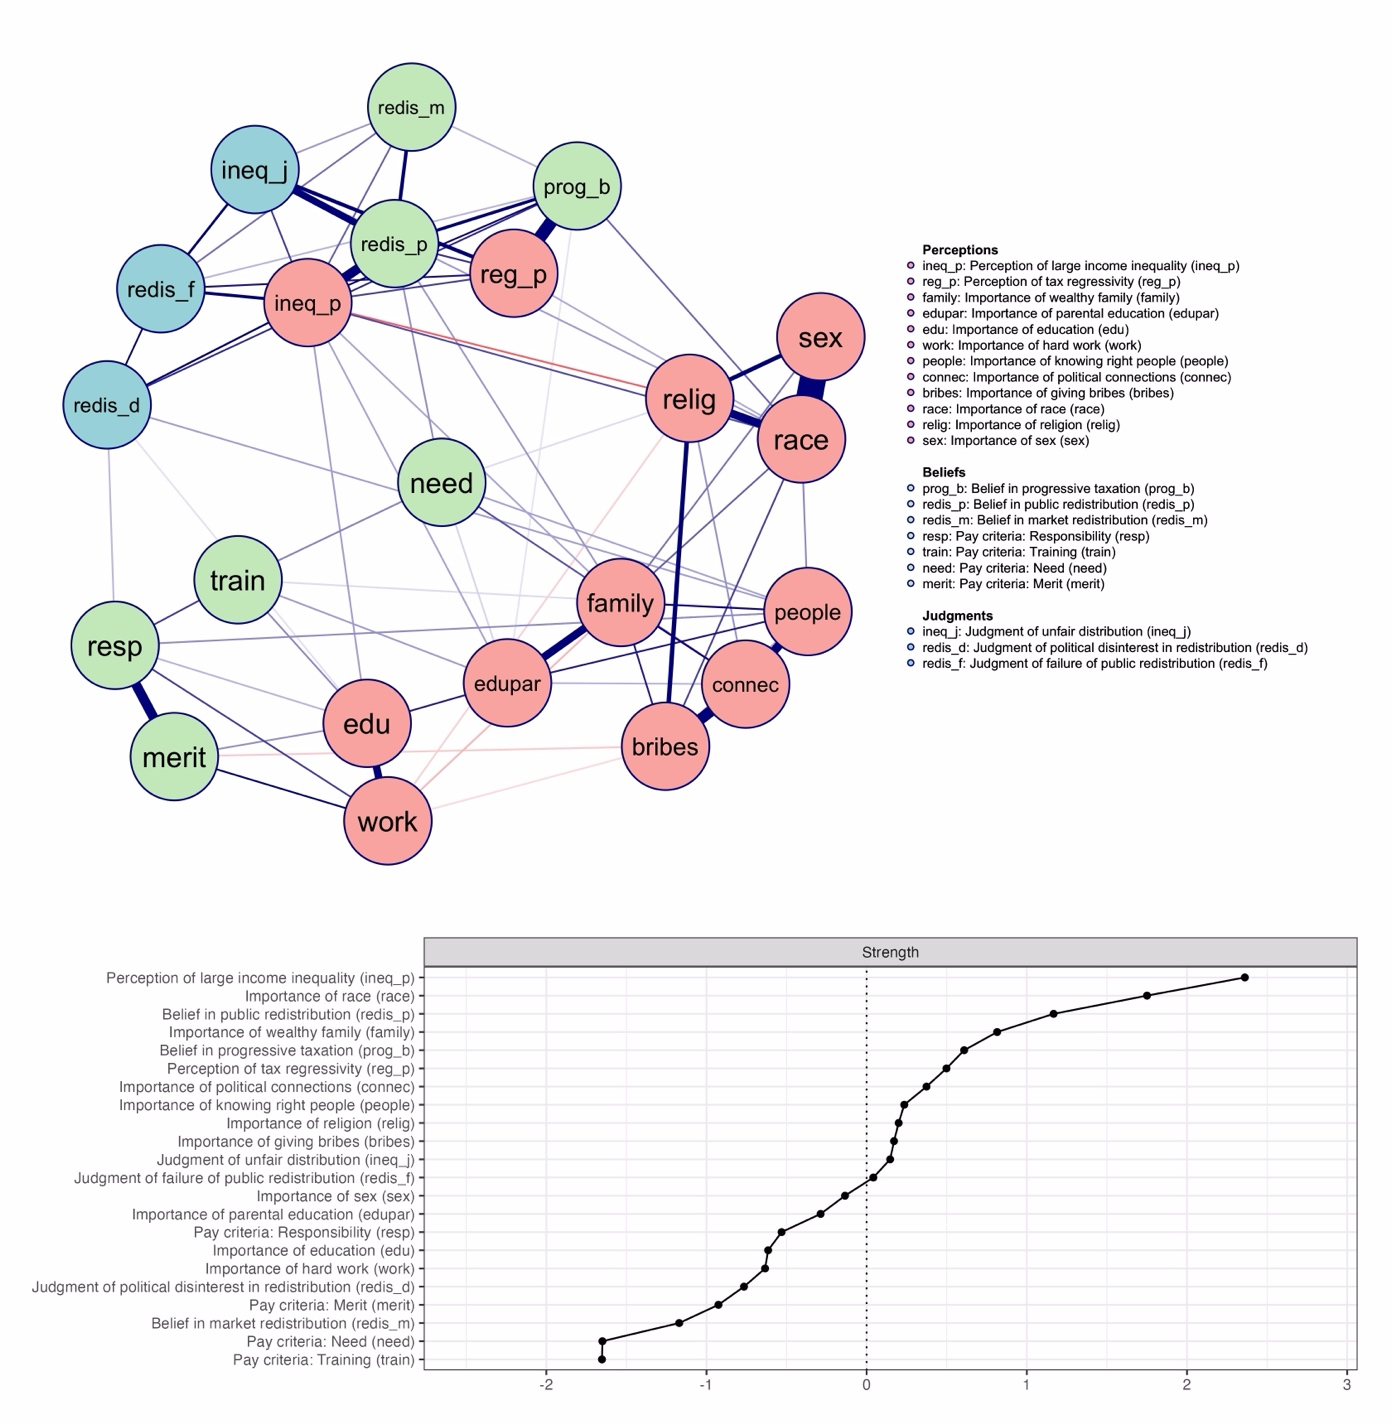 redis_m
ineq_j
prog_b
redis_p
reg_p
redis_f
ineq_p
sex
redis_d
relig
race
need
train
family
people
resp
edupar
connec
edu
bribes
merit
work
Perceptions
ineq_p: Perception of large income inequality (ineq_p)
reg_p: Perception of tax regressivity (reg_p)
family: Importance of wealthy family (family)
edupar: Importance of parental education (edupar)
edu: Importance of education (edu)
work: Importance of hard work (work)
people: Importance of knowing right people (people)
connec: Importance of political connections (connec)
bribes: Importance of giving bribes (bribes)
race: Importance of race (race)
relig: Importance of religion (relig)
sex: Importance of sex (sex)
Beliefs
prog_b: Belief in progressive taxation (prog_b)
redis_p: Belief in public redistribution (redis_p)
redis_m: Belief in market redistribution (redis_m)
resp: Pay criteria: Responsibility (resp)
train: Pay criteria: Training (train)
need: Pay criteria: Need (need)
merit: Pay criteria: Merit (merit)
Judgments
ineq_j: Judgment of unfair distribution (ineq_j)
redis_d: Judgment of political disinterest in redistribution (redis_d)
redis_f: Judgment of failure of public redistribution (redis_f)
Strength
Perception of large income inequality (ineq_p)
Importance of race (race)
Belief in public redistribution (redis_p)
Importance of wealthy family (family)
Belief in progressive taxation (prog_b)
Perception of tax regressivity (reg_p)
Importance of political connections (connec)
Importance of knowing right people (people)
Importance of religion (relig)
Importance of giving bribes (bribes)
Judgment of unfair distribution (ineq_j)
Judgment of failure of public redistribution (redis_f)
Importance of sex (sex)
Importance of parental education (edupar)
Pay criteria: Responsibility (resp)
Importance of education (edu)
Importance of hard work (work)
Judgment of political disinterest in redistribution (redis_d)
Pay criteria: Merit (merit)
Belief in market redistribution (redis_m)
Pay criteria: Need (need)
Pay criteria: Training (train)
-2 -1 0 1 2 3